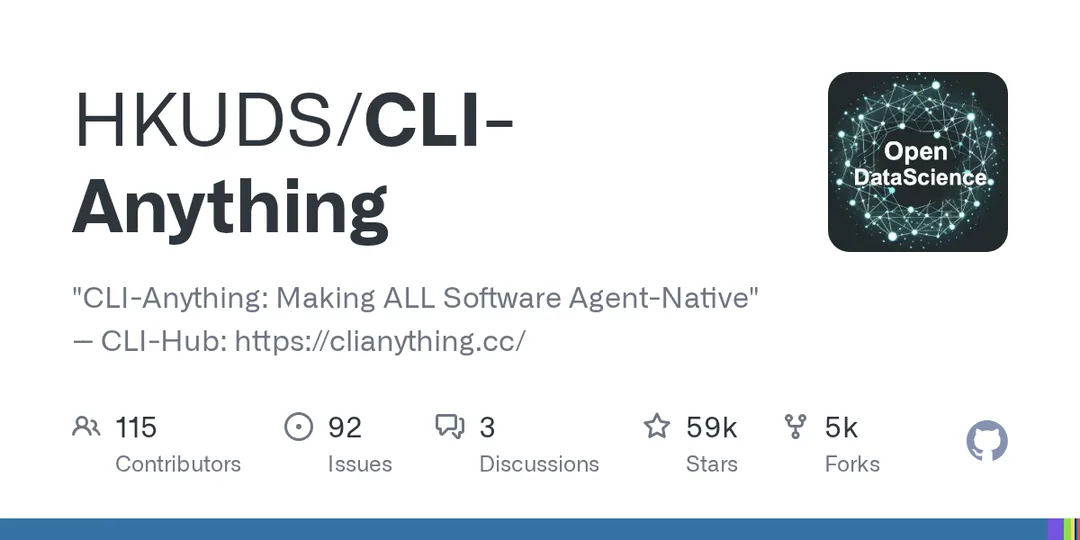 HKUDS/CLI-
Anything
Open
DataScience
"CLI-Anything: Making ALL Software Agent-Native"
— CLI-Hub: https://clianything.cc/
115
Contributors
92
Issues
3
Discussions
59k
Stars
5k
Forks